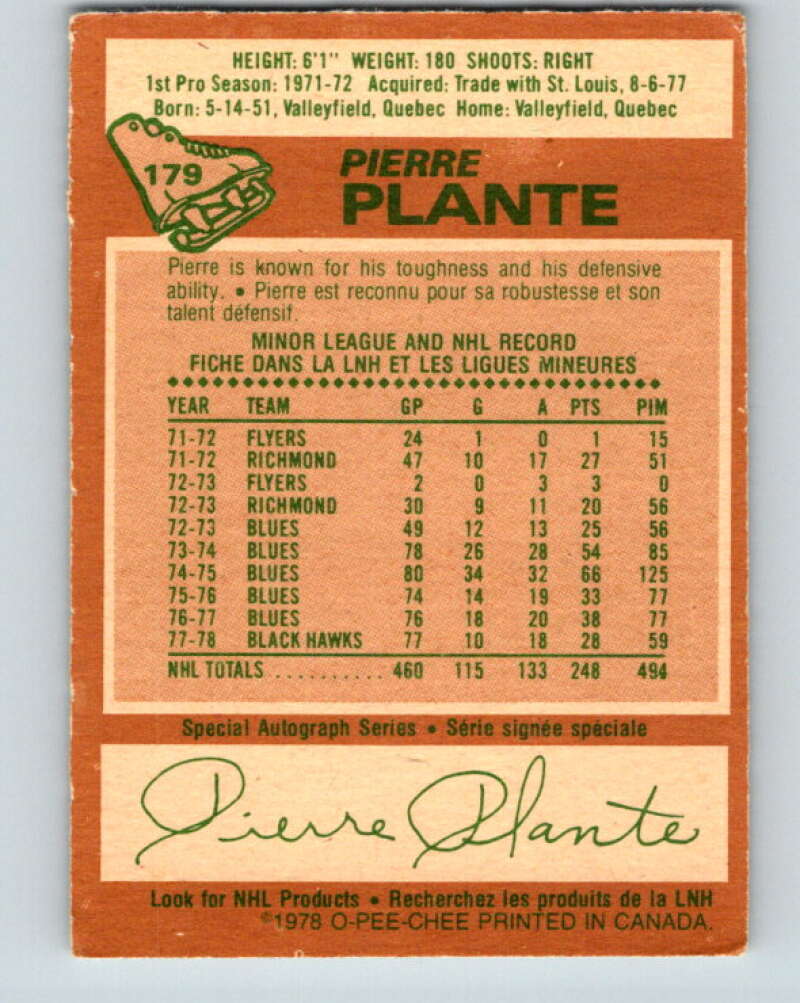 HEIGHT: 6'1" WEIGHT: 180 SHOOTS: RIGHT
1st Pro Season: 1971-72 Acquired: Trade with St. Louis, 8-6-77
Born: 5-14-51, Valleyfield, Quebec Home: Valleyfield, Quebec
179
PIERRE
PLANTE
Pierre is known for his toughness and his defensive
ability. • Pierre est reconnu pour sa robustesse et son
talent défensif.
MINOR LEAGUE AND NHL RECORD
FICHE DANS LA LNH ET LES LIGUES MINEURES
YEAR TEAM GP G A PTS PIM
71-72 FLYERS 24 1 0 1 15
71-72 RICHMOND 47 10 17 27 51
72-73 FLYERS 2 0 3 3 0
72-73 RICHMOND 30 9 11 20 56
72-73 BLUES 49 12 13 25 56
73-74 BLUES 78 26 28 54 85
74-75 BLUES 80 34 32 66 125
75-76 BLUES 74 14 19 33 77
76-77 BLUES 76 18 20 38 77
77-78 BLACK HAWKS 77 10 18 28 59
NHL TOTALS .......... 460 115 133 248 494
Special Autograph Series • Série signée spéciale
Pierre Plante
Look for NHL Products • Recherchez les produits de la LNH
©1978 O-PEE-CHEE PRINTED IN CANADA.